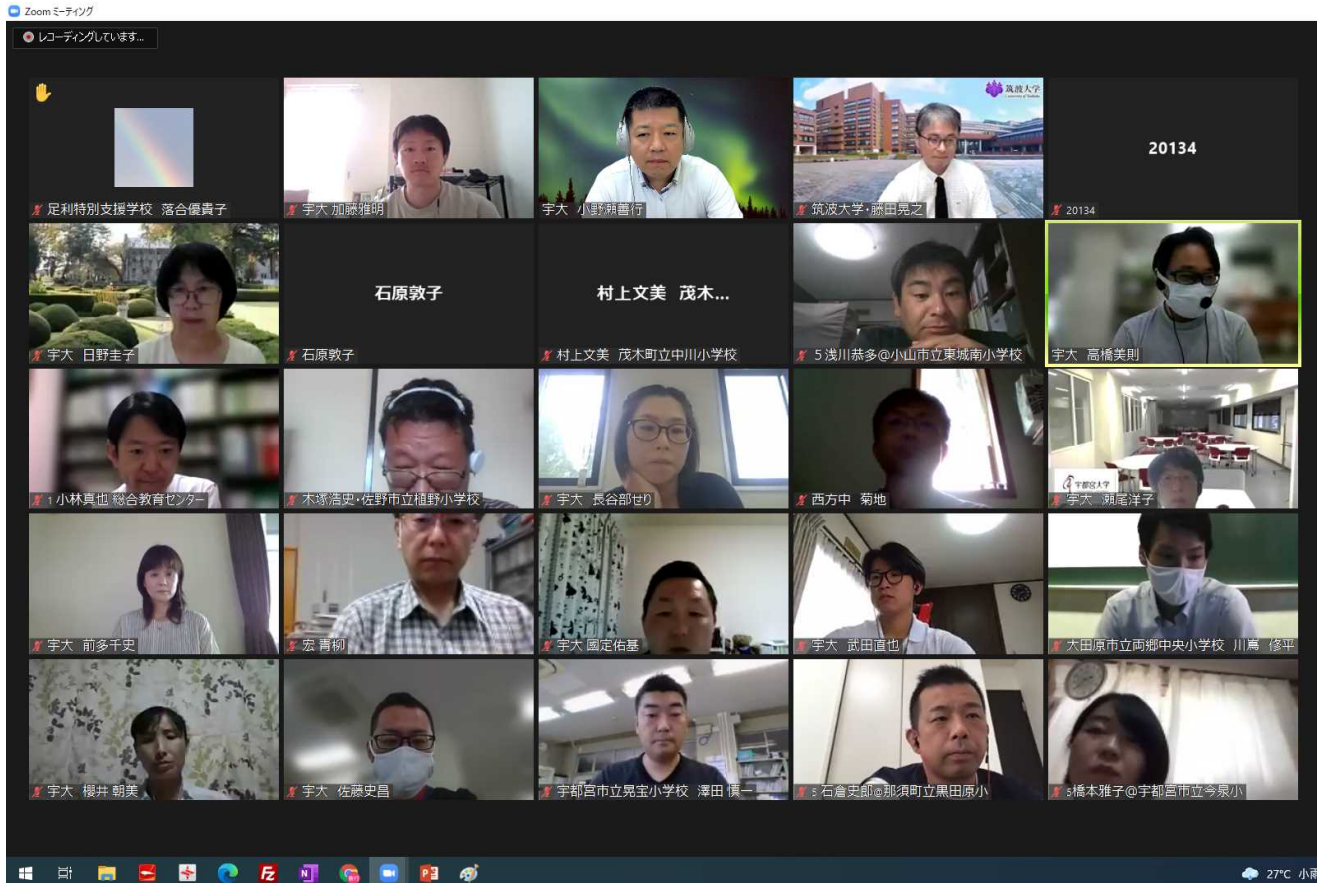 Zoom ミーティング
レコーディングしています...
足利特別支援学校 落合優貴子
宇大 加藤雅明
宇大 小野瀬善行
筑波大学
筑波大学・藤田晃之
20134
20134
宇大 日野圭子
石原敦子
石原敦子
村上文美 茂木...
村上文美 茂木町立中川小学校
5 浅川恭多@小山市立東城南小学校
宇大 高橋美則
1 小林真也 総合教育センター
木塚浩史・佐野市立植野小学校
宇大 長谷部せり
西方中 菊地
宇都宮大学
宇大 瀬尾洋子
宇大 前多千史
宏 青柳
宇大 國定佑基
宇大 武田直也
大田原市立両郷中央小学校 川嶌 修平
宇大 櫻井 朝美
宇大 佐藤史昌
宇都宮市立晃宝小学校 澤田 慎一
5 石倉史郎@那須町立黒田原小
5橋本雅子@宇都宮市立今泉小
27°C 小雨